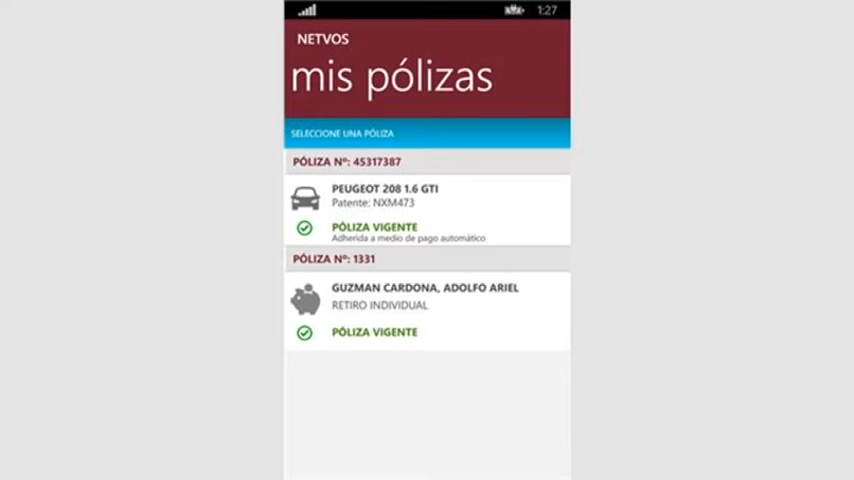 1:27
NETVOS
mis pólizas
SELECCIONE UNA PÓLIZA
PÓLIZA Nº: 45317387
PEUGEOT 208 1.6 GTI
Patente: NXM473
PÓLIZA VIGENTE
Adherida a medio de pago automático
PÓLIZA Nº: 1331
GUZMAN CARDONA, ADOLFO ARIEL
RETIRO INDIVIDUAL
PÓLIZA VIGENTE